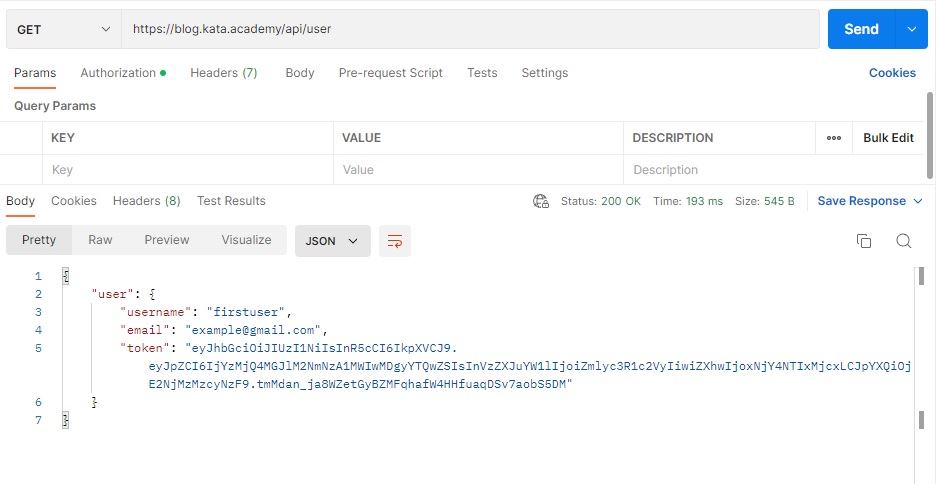 GET https://blog.kata.academy/api/user Send
Params Authorization Headers (7) Body Pre-request Script Tests Settings Cookies
Query Params
KEY VALUE DESCRIPTION ooo Bulk Edit
Key Value Description
Body Cookies Headers (8) Test Results Status: 200 OK Time: 193 ms Size: 545 B Save Response
Pretty Raw Preview Visualize JSON
1 {
2 "user": {
3 "username": "firstuser",
4 "email": "example@gmail.com",
5 "token": "eyJhbGciOiJIUzI1NiIsInR5cCI6IkpXVCJ9.
eyJpZCI6IjYzMjQ4MGJlM2NmNzA1MWIwMDgyYTQwZSIsInVzZXJuYW1lIjoiZmlyc3R1c2VyIiwiZXhwIjoxNjY4NTIxMjcxLCJpYXQiOj
E2NjMzMzcyNzF9.tmMdan_ja8WZetGyBZMFqhafW4HHfuaqDSv7aobS5DM"
6 }
7 }